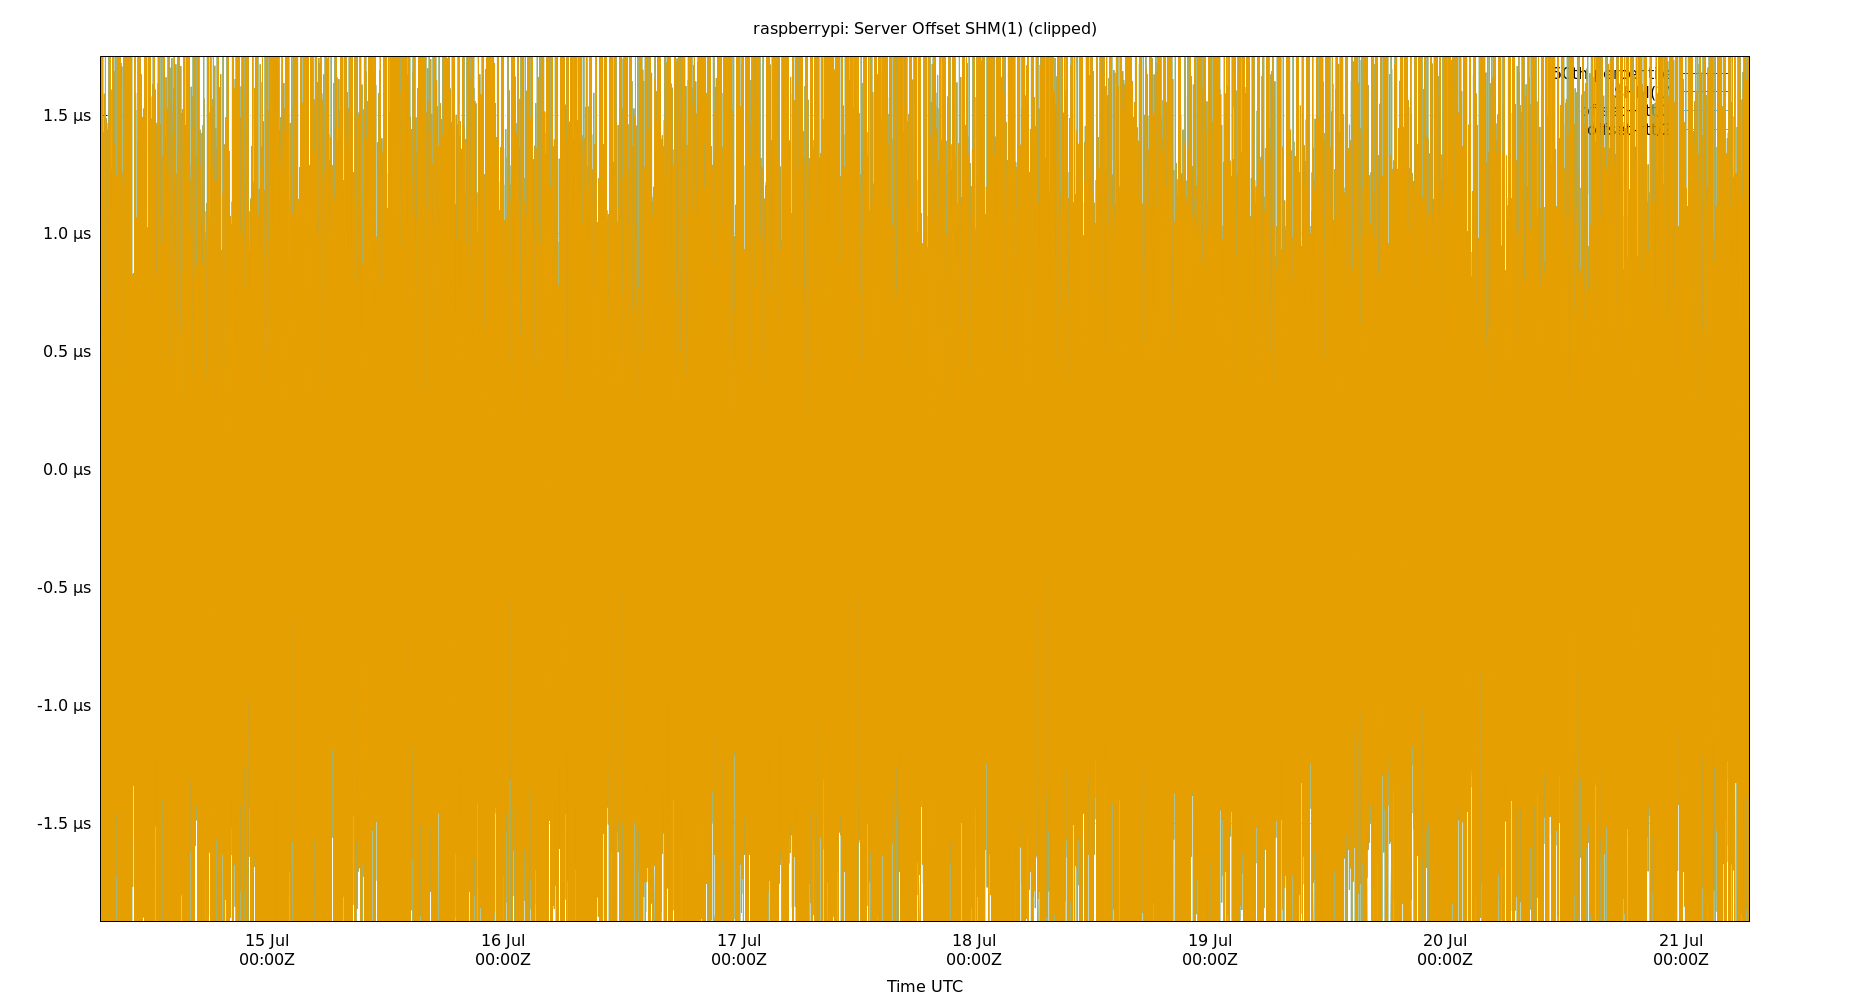 raspberrypi: Server Offset SHM(1) (clipped)
50th percentile
1.5 µs
1.0 µs
0.5 µs
0.0 µs
-0.5 µs
-1.0 µs
-1.5 µs
15 Jul 16 Jul 17 Jul 18 Jul 19 Jul 20 Jul 21 Jul
00:00Z 00:00Z 00:00Z 00:00Z 00:00Z 00:00Z 00:00Z
Time UTC